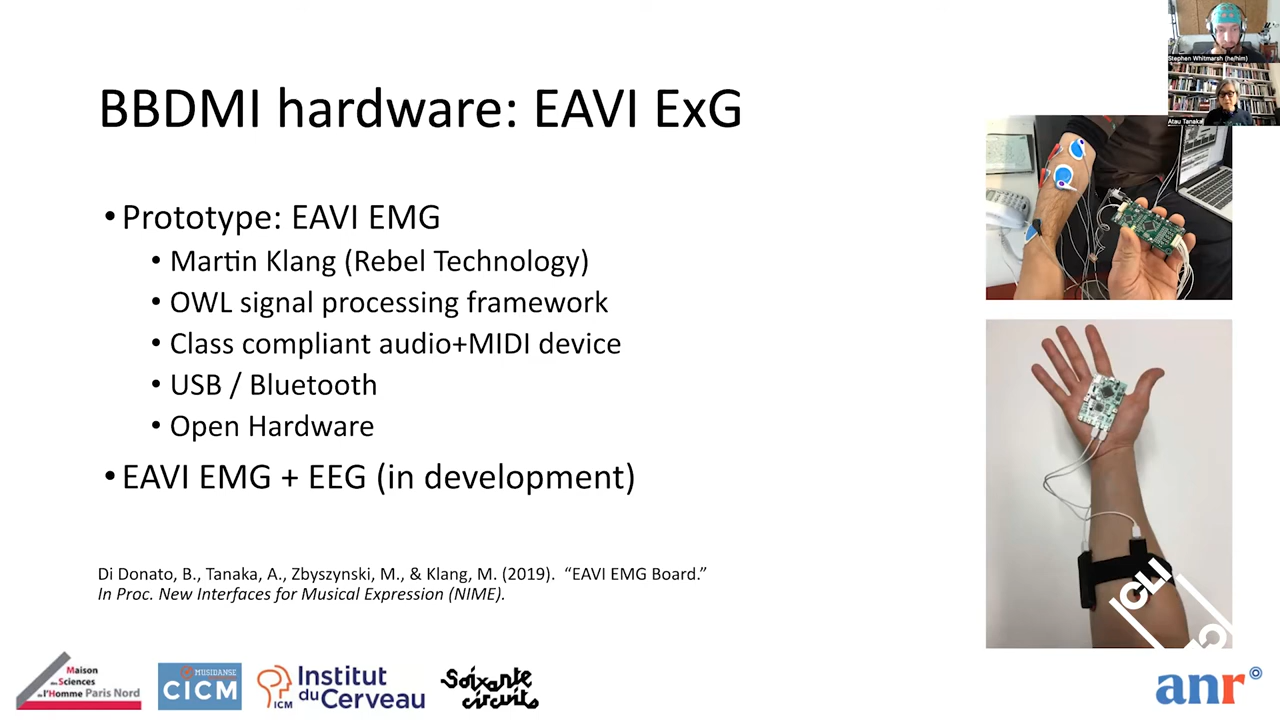 Stephen Whitmarsh (he/him)
Atau Tanaka
BBDMI hardware: EAVI ExG
• Prototype: EAVI EMG
• Martin Klang (Rebel Technology)
• OWL signal processing framework
• Class compliant audio+MIDI device
• USB / Bluetooth
• Open Hardware
• EAVI EMG + EEG (in development)
Di Donato, B., Tanaka, A., Zbyszynski, M., & Klang, M. (2019). “EAVI EMG Board.”
In Proc. New Interfaces for Musical Expression (NIME).
ICLI
Maison
Sciences
de l'Homme Paris Nord
MUSIDANSE
CICM
ICM
Institut
du Cerveau
Soixante
circuits
anr